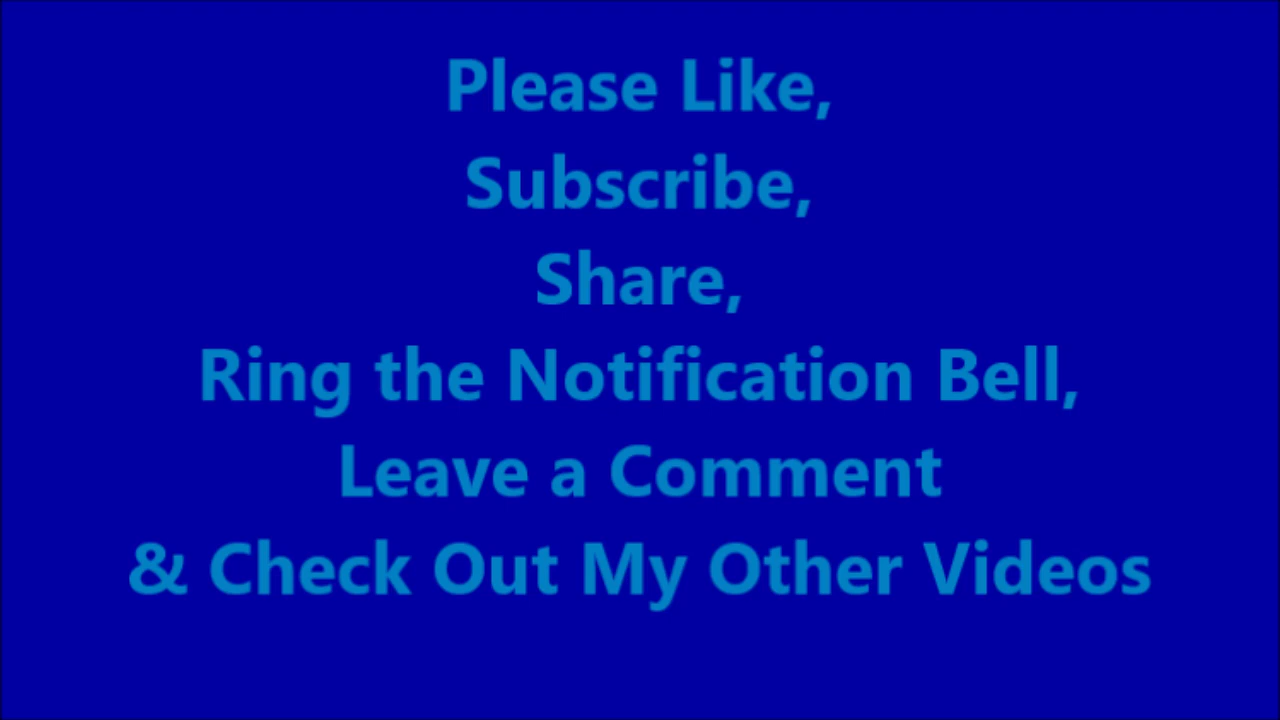 Please Like,
Subscribe,
Share,
Ring the Notification Bell,
Leave a Comment
& Check Out My Other Videos